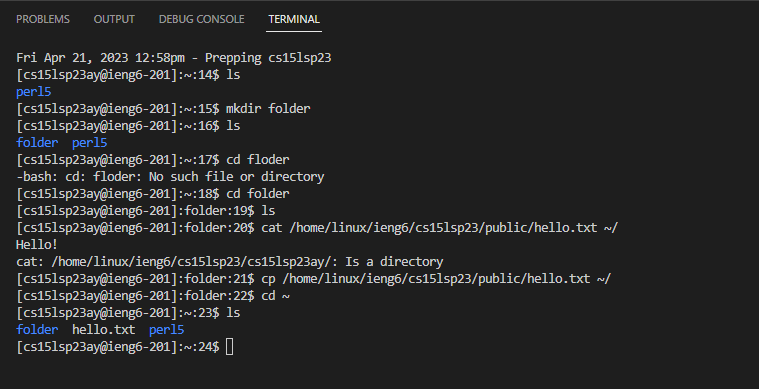 PROBLEMS OUTPUT DEBUG CONSOLE TERMINAL
Fri Apr 21, 2023 12:58pm - Prepping cs15lsp23
[cs15lsp23ay@ieng6-201]:~:14$ ls
perl5
[cs15lsp23ay@ieng6-201]:~:15$ mkdir folder
[cs15lsp23ay@ieng6-201]:~:16$ ls
folder  perl5
[cs15lsp23ay@ieng6-201]:~:17$ cd floder
-bash: cd: floder: No such file or directory
[cs15lsp23ay@ieng6-201]:~:18$ cd folder
[cs15lsp23ay@ieng6-201]:folder:19$ ls
[cs15lsp23ay@ieng6-201]:folder:20$ cat /home/linux/ieng6/cs15lsp23/public/hello.txt ~/
Hello!
cat: /home/linux/ieng6/cs15lsp23/cs15lsp23ay/: Is a directory
[cs15lsp23ay@ieng6-201]:folder:21$ cp /home/linux/ieng6/cs15lsp23/public/hello.txt ~/
[cs15lsp23ay@ieng6-201]:folder:22$ cd ~
[cs15lsp23ay@ieng6-201]:~:23$ ls
folder  hello.txt  perl5
[cs15lsp23ay@ieng6-201]:~:24$